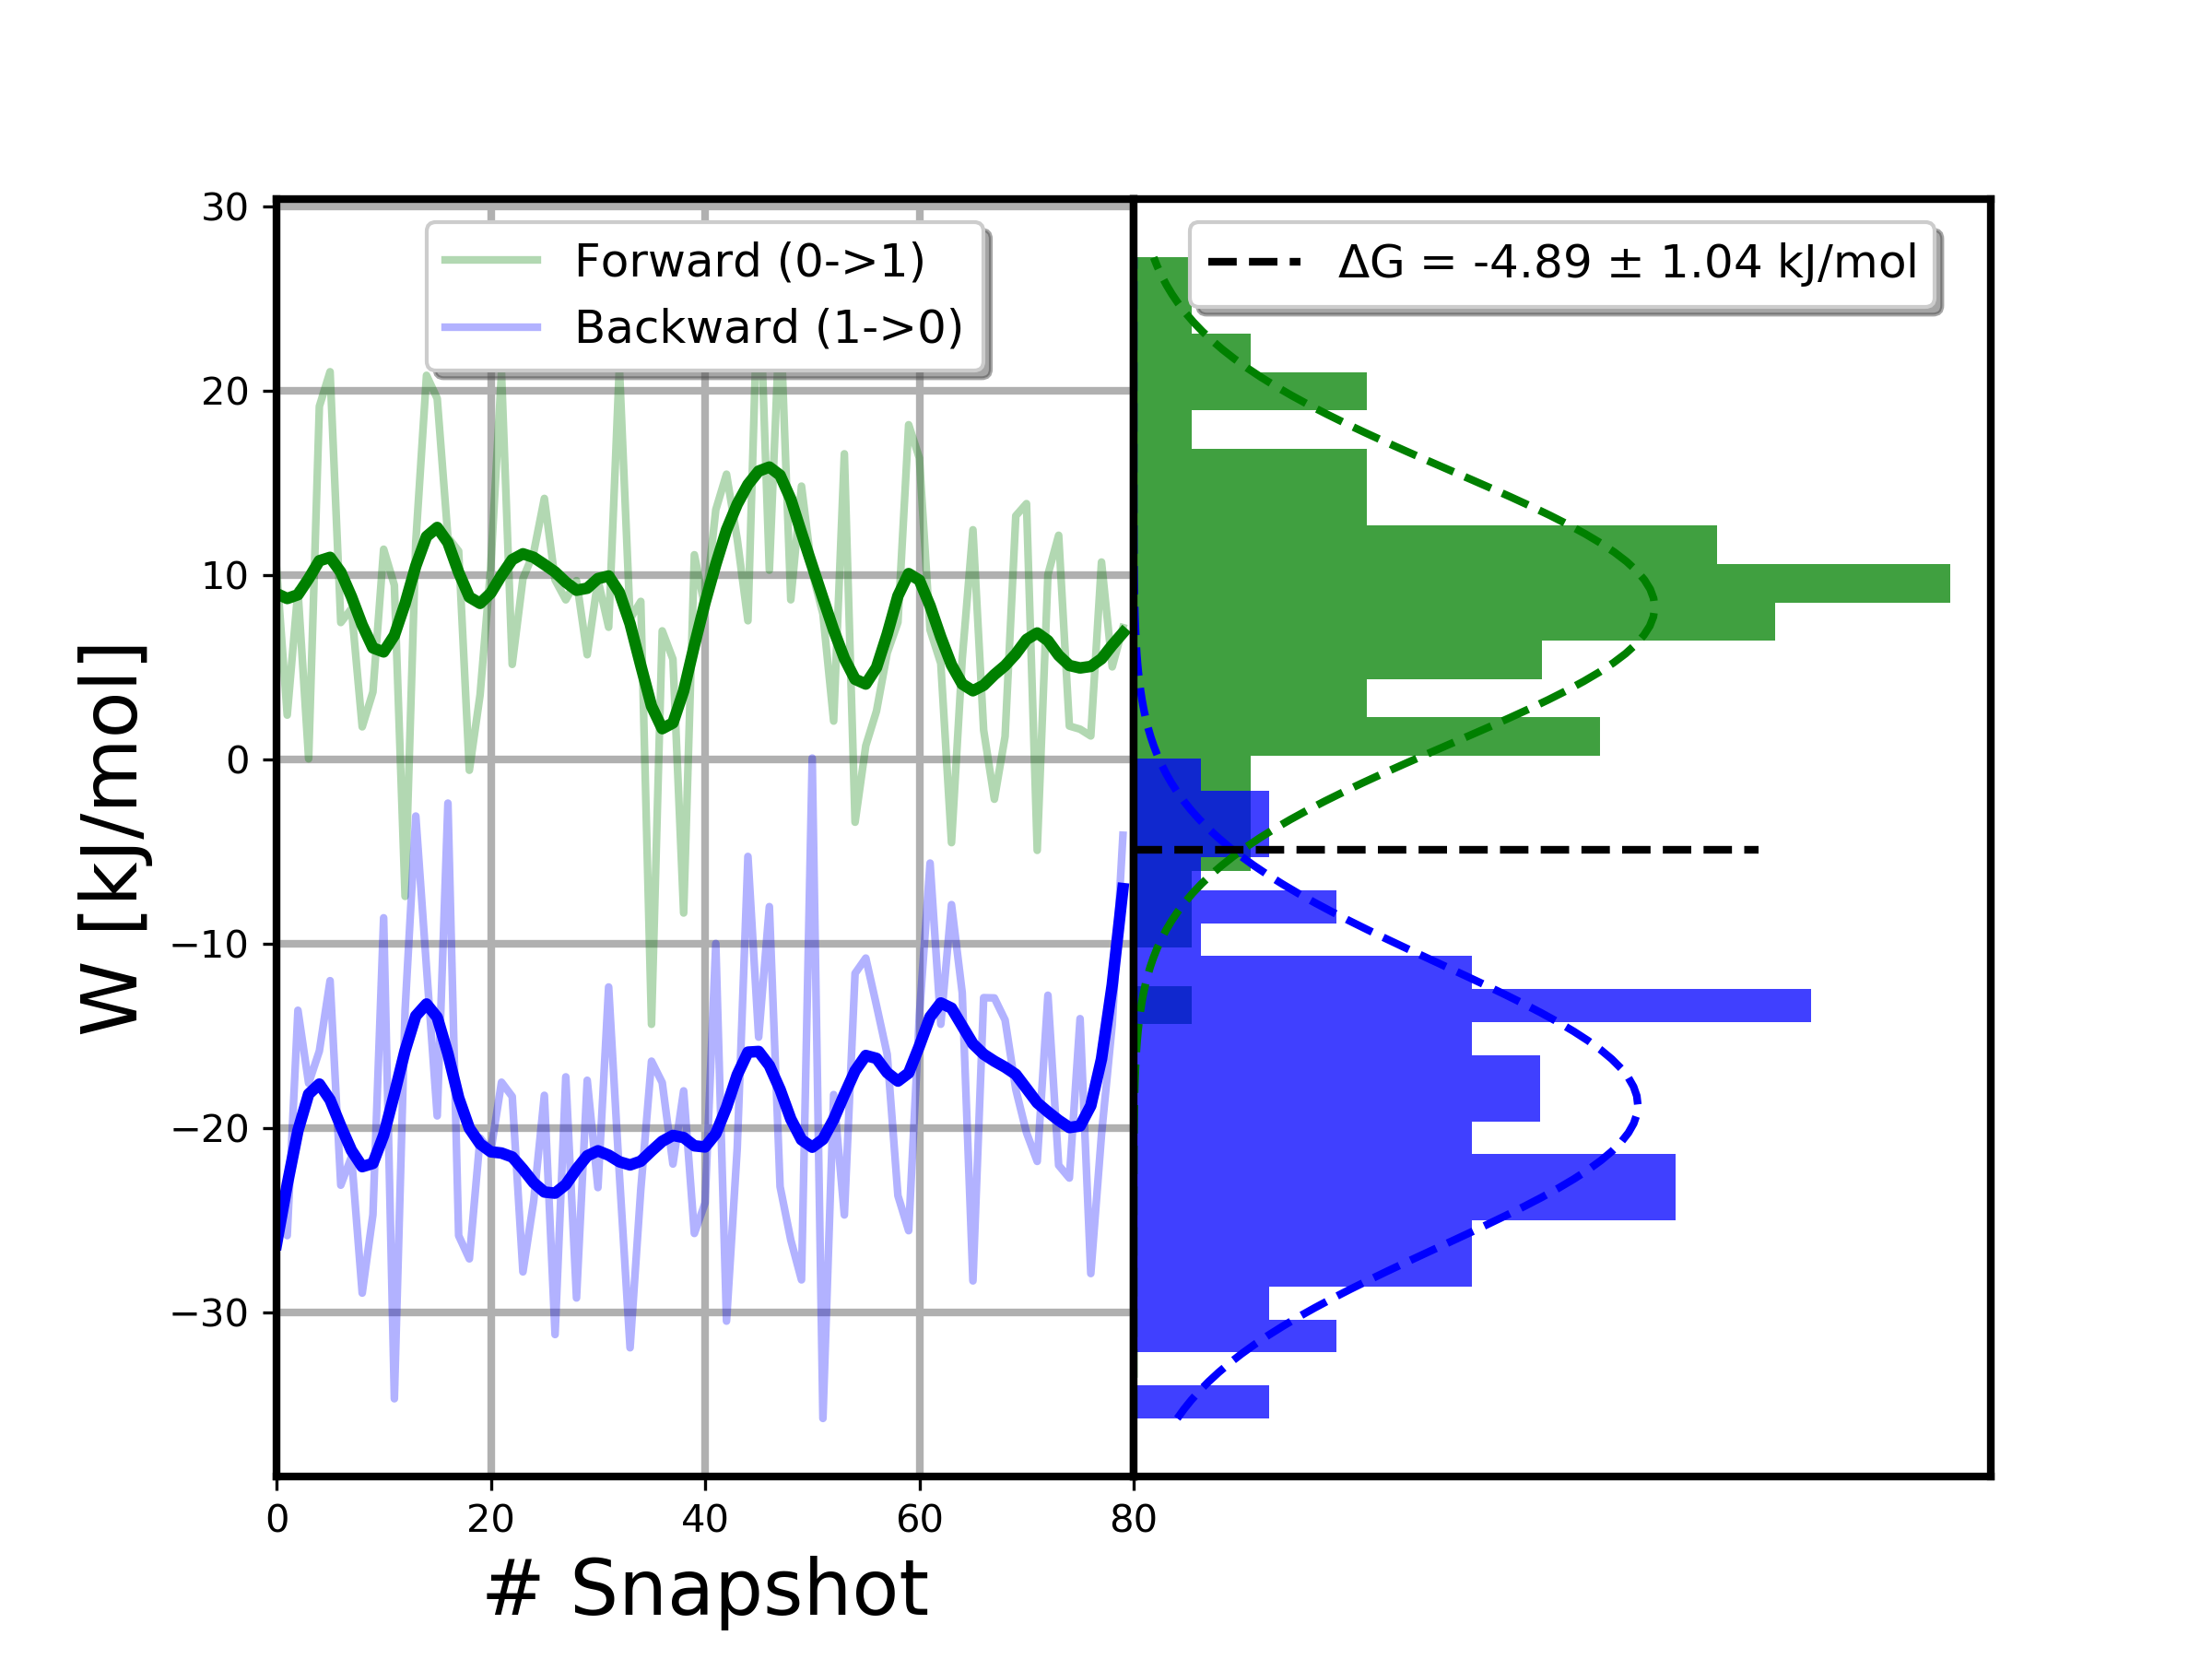 30
20
10
0
−10
−20
−30
W [kJ/mol]
Forward (0->1)
Backward (1->0)
ΔG = -4.89 ± 1.04 kJ/mol
0 20 40 60 80
# Snapshot